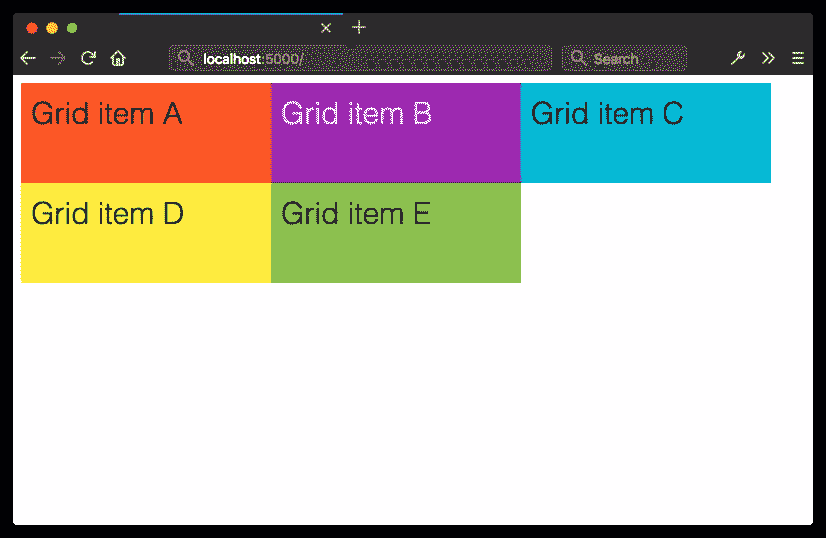 localhost:5000/
Search
Grid item A
Grid item B
Grid item C
Grid item D
Grid item E